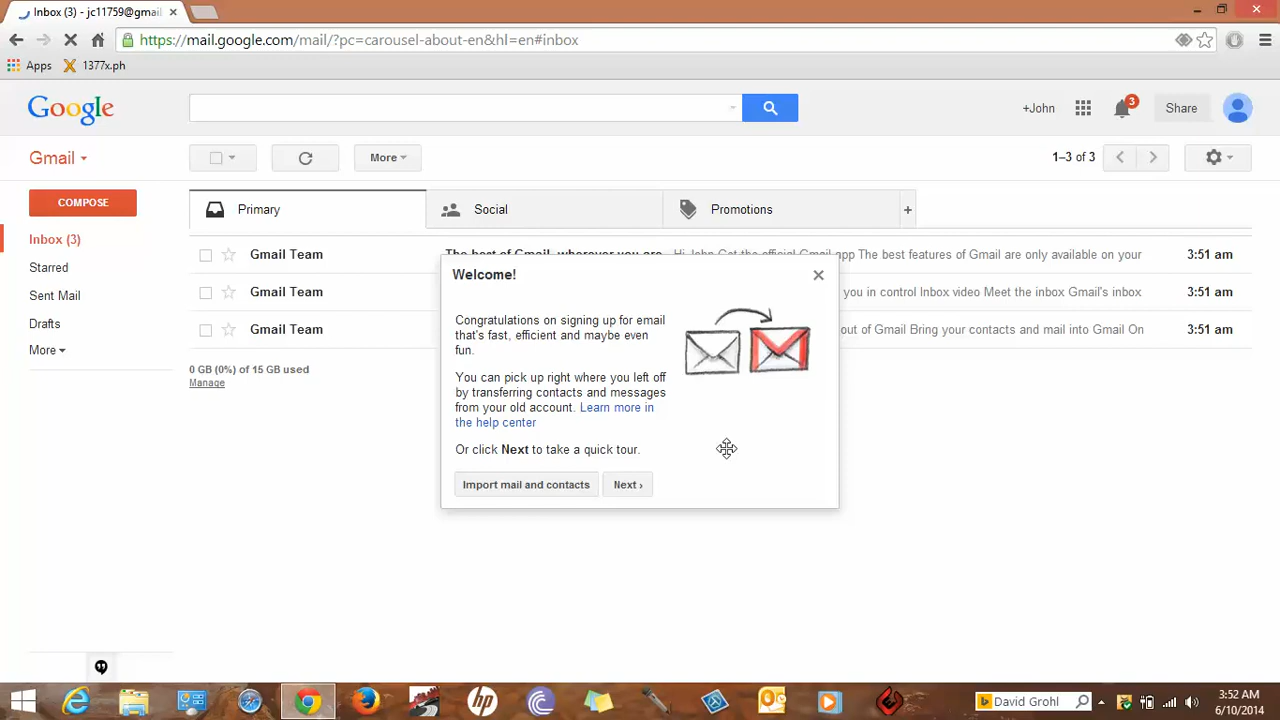 Inbox (3) - jc11759@gmail
https://mail.google.com/mail/?pc=carousel-about-en&hl=en#inbox
Apps 1377x.ph
Google
+John 3 Share
Gmail
More
1–3 of 3
COMPOSE
Primary Social Promotions +
Inbox (3)
Starred
Sent Mail
Drafts
More
Gmail Team The best of Gmail, wherever you are Hi John Get the official Gmail app The best features of Gmail are only available on your 3:51 am
Gmail Team you in control Inbox video Meet the inbox Gmail's inbox 3:51 am
Gmail Team out of Gmail Bring your contacts and mail into Gmail On 3:51 am
0 GB (0%) of 15 GB used
Manage
Welcome!
Congratulations on signing up for email
that's fast, efficient and maybe even
fun.
You can pick up right where you left off
by transferring contacts and messages
from your old account. Learn more in
the help center
Or click Next to take a quick tour.
Import mail and contacts Next ›
hp
David Grohl
3:52 AM
6/10/2014